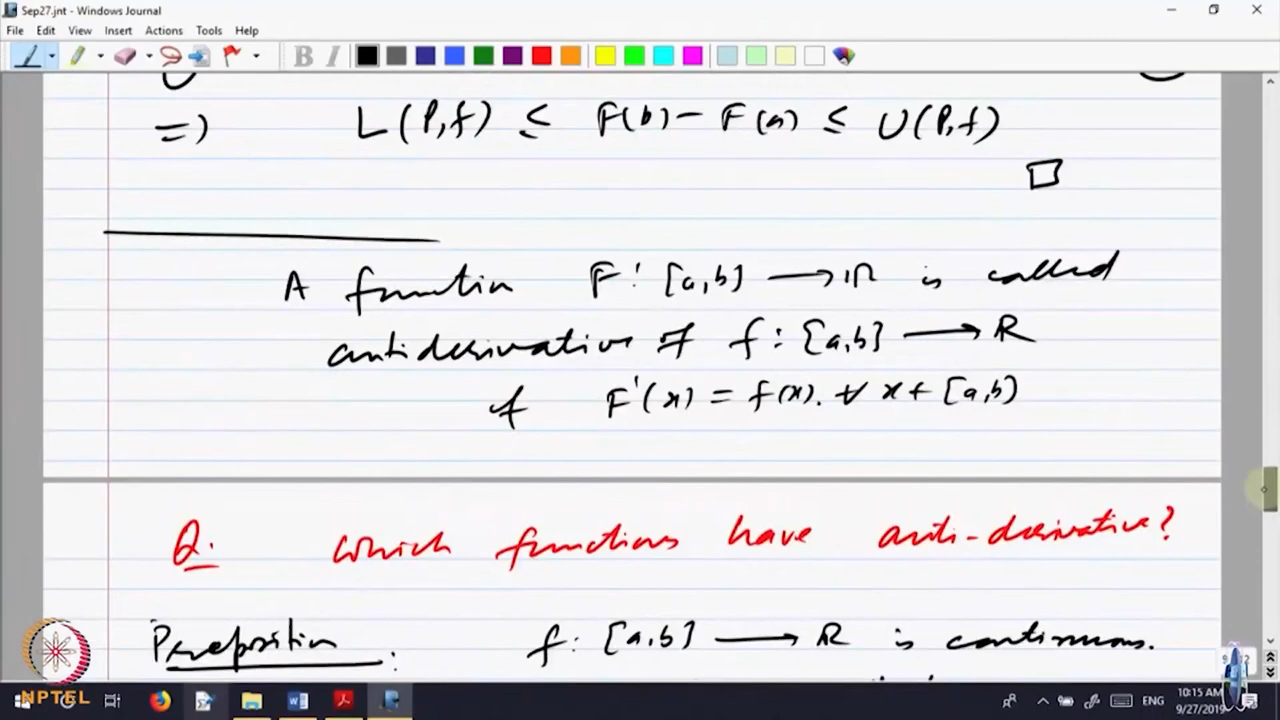 Sep27.jnt - Windows Journal
File Edit View Insert Actions Tools Help
B I
=) L(P,f) ≤ F(b) - F(a) ≤ U(P,f)
□
A function F: [a,b] → IR is called
antiderivative of f: [a,b] → R
if F'(x) = f(x). ∀ x ∈ [a,b]
Q. Which functions have anti-derivative?
Proposition : f: [a,b] → R is continuous.
NPTEL
ENG
10:15 AM
9/27/2019